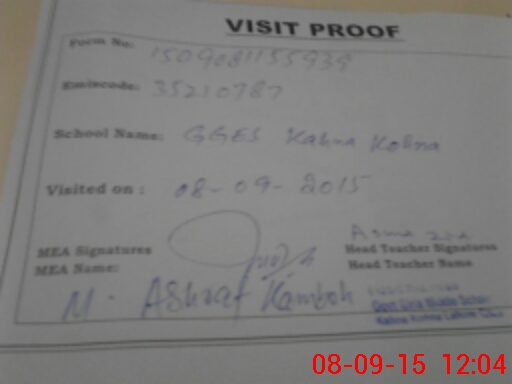 VISIT PROOF
Form No: 1509081155939
Emiscode: 35210787
School Name: GGES Kahna Kohna
Visited on : 08-09-2015
MEA Signatures
Head Teacher Signatures
MEA Name:
Head Teacher Name
M. AShraf Kamboh
08-09-15 12:04